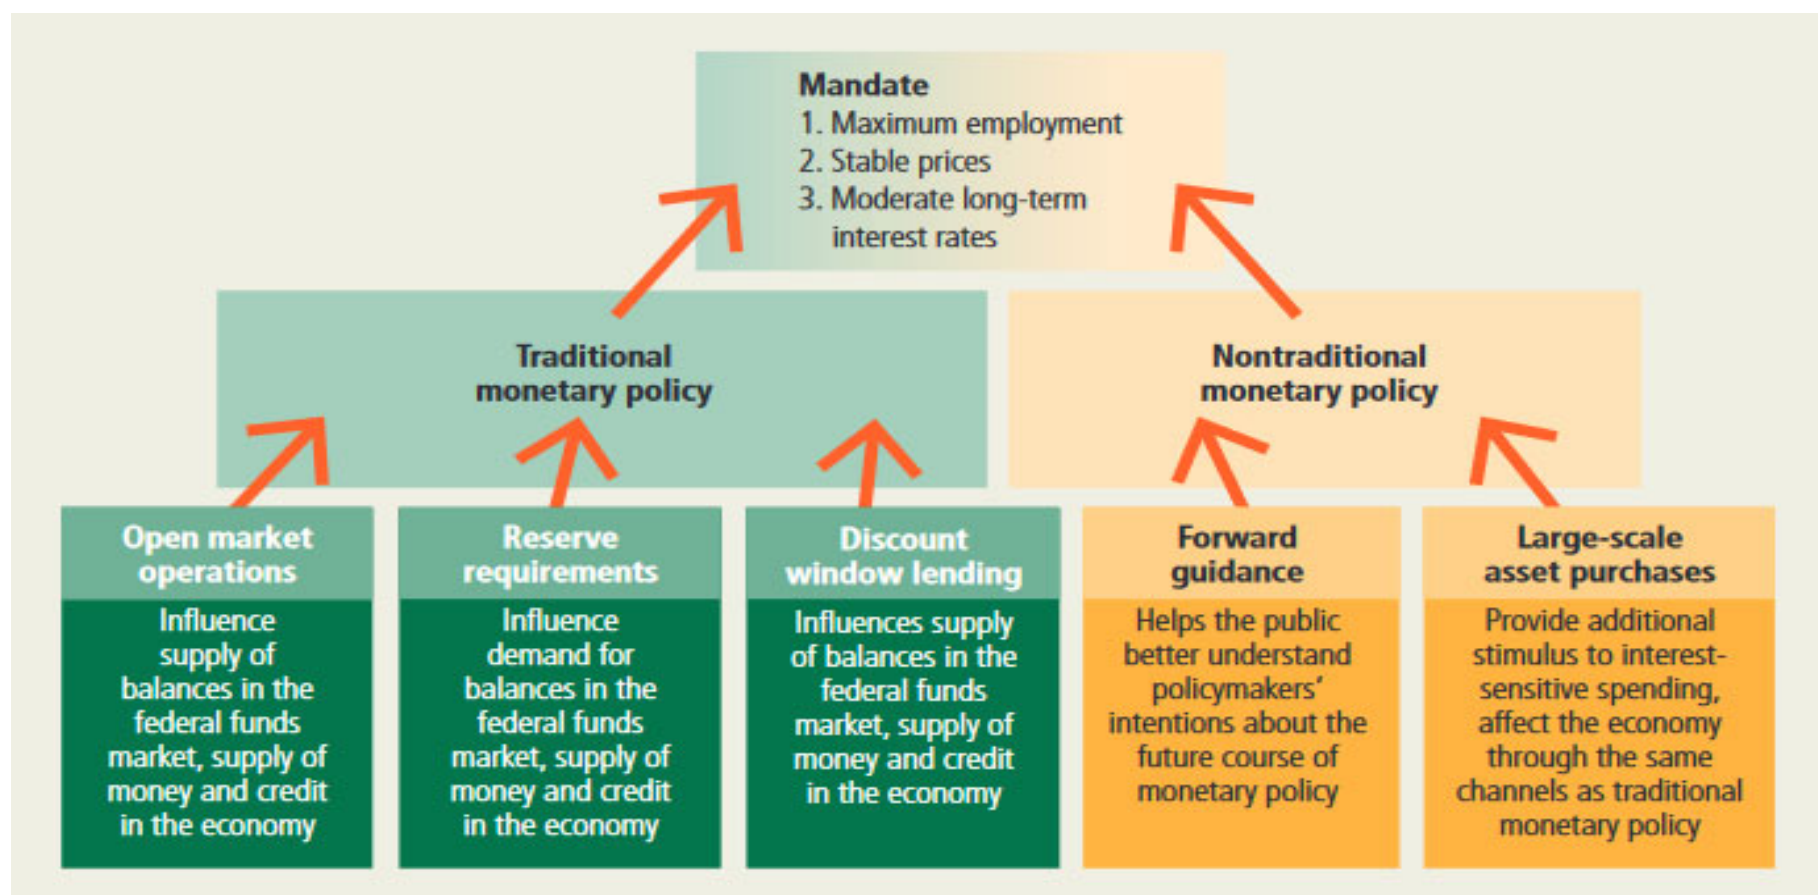 Mandate
1. Maximum employment
2. Stable prices
3. Moderate long-term
interest rates
Traditional
monetary policy
Nontraditional
monetary policy
Open market
operations
Influence
supply of
balances in the
federal funds
market, supply of
money and credit
in the economy
Reserve
requirements
Influence
demand for
balances in the
federal funds
market, supply of
money and credit
in the economy
Discount
window lending
Influences supply
of balances in the
federal funds
market, supply of
money and credit
in the economy
Forward
guidance
Helps the public
better understand
policymakers’
intentions about the
future course of
monetary policy
Large-scale
asset purchases
Provide additional
stimulus to interest-
sensitive spending,
affect the economy
through the same
channels as traditional
monetary policy